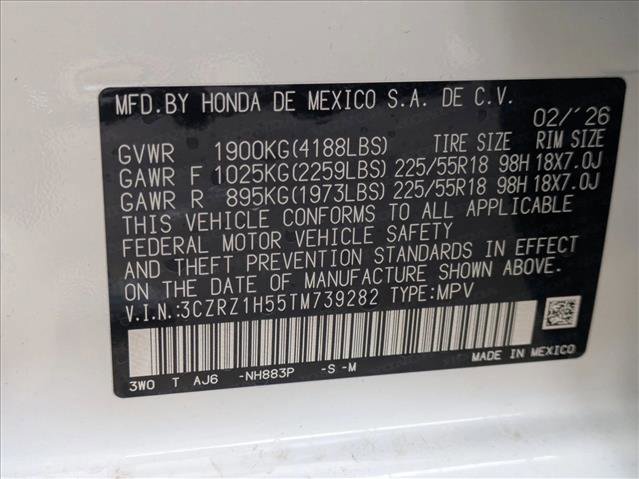 MFD.BY HONDA DE MEXICO S.A. DE C.V.
02/'26
TIRE SIZE RIM SIZE
GVWR 1900KG(4188LBS)
GAWR F 1025KG(2259LBS) 225/55R18 98H 18X7.0J
GAWR R 895KG(1973LBS) 225/55R18 98H 18X7.0J
THIS VEHICLE CONFORMS TO ALL APPLICABLE
FEDERAL MOTOR VEHICLE SAFETY
AND THEFT PREVENTION STANDARDS IN EFFECT
ON THE DATE OF MANUFACTURE SHOWN ABOVE.
V.I.N.:3CZRZ1H55TM739282 TYPE:MPV
3W0 T AJ6 -NH883P -S -M
MADE IN MEXICO